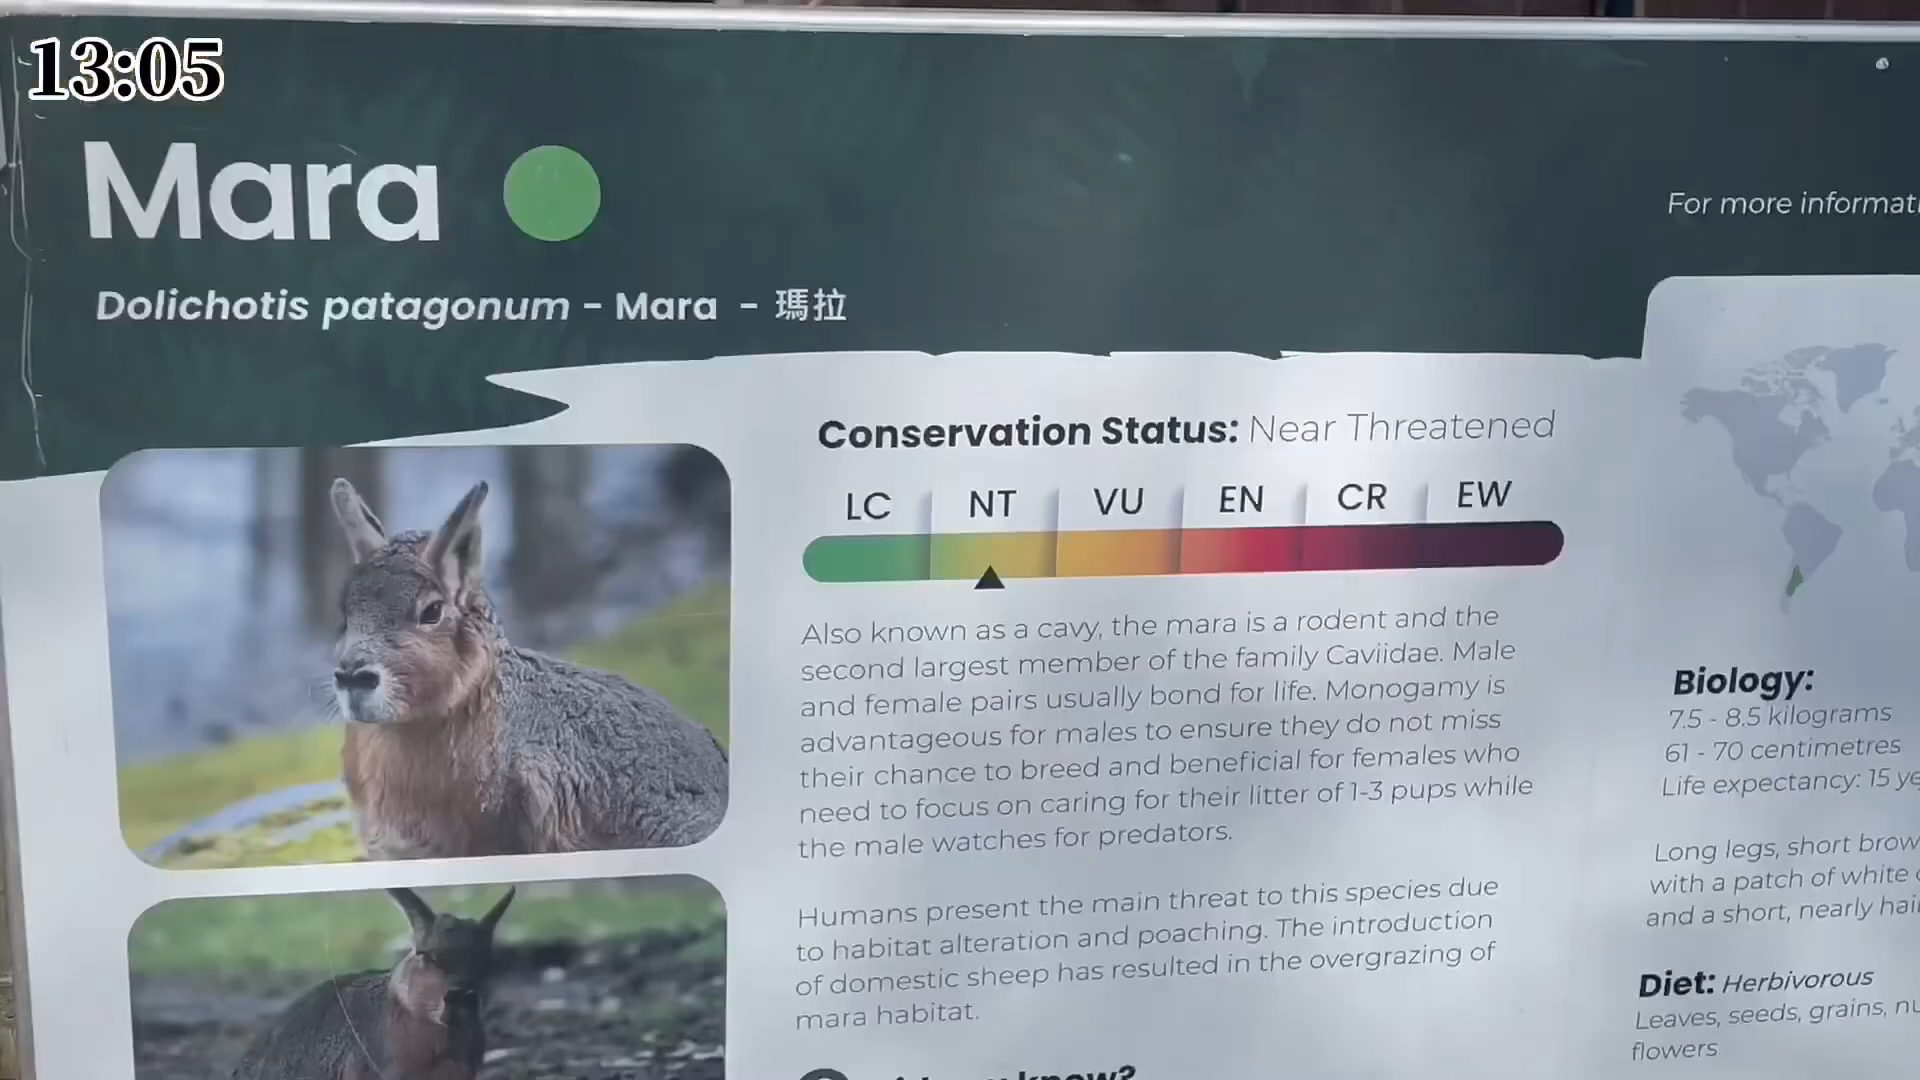 13:05
Mara
For more informati
Dolichotis patagonum - Mara - 瑪拉
Conservation Status: Near Threatened
LC NT VU EN CR EW
Also known as a cavy, the mara is a rodent and the
second largest member of the family Caviidae. Male
and female pairs usually bond for life. Monogamy is
advantageous for males to ensure they do not miss
their chance to breed and beneficial for females who
need to focus on caring for their litter of 1-3 pups while
the male watches for predators.
Humans present the main threat to this species due
to habitat alteration and poaching. The introduction
of domestic sheep has resulted in the overgrazing of
mara habitat.
know?
Biology:
7.5 - 8.5 kilograms
61 - 70 centimetres
Life expectancy: 15 ye
Long legs, short brow
with a patch of white
and a short, nearly hai
Diet: Herbivorous
Leaves, seeds, grains, nu
flowers